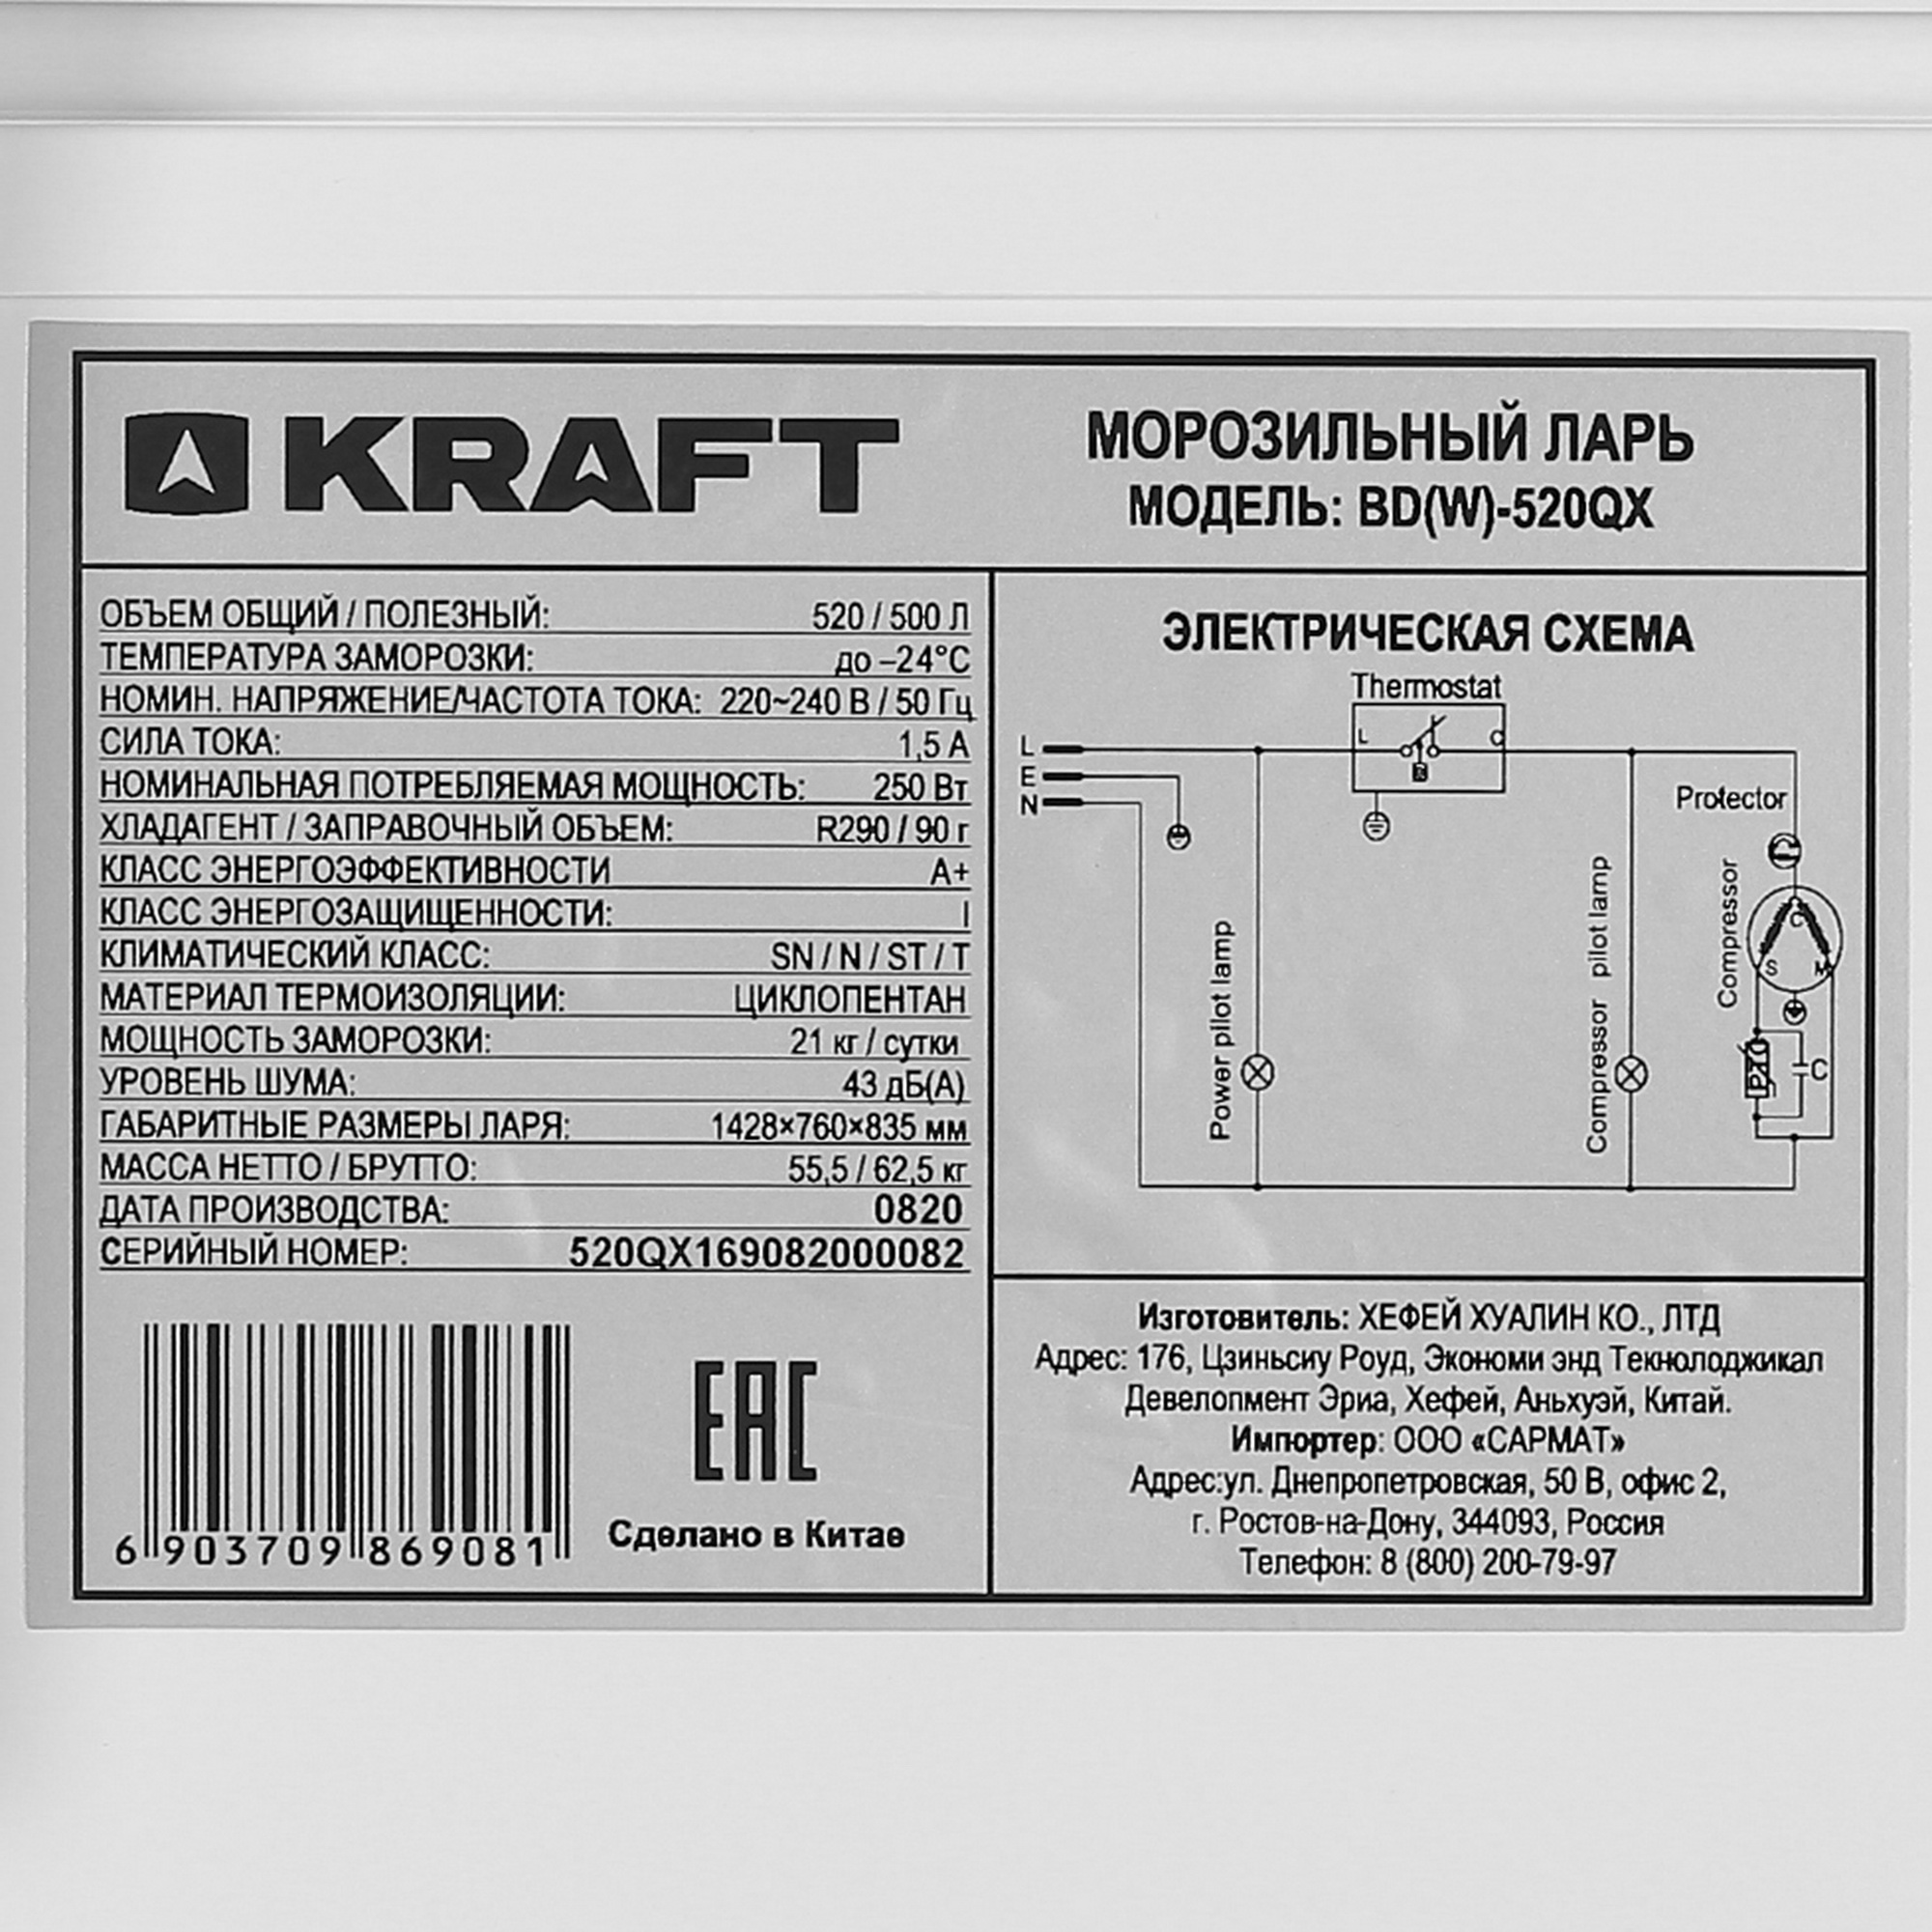 KRAFT
МОРОЗИЛЬНЫЙ ЛАРЬ
МОДЕЛЬ: BD(W)-520QX
ОБЪЕМ ОБЩИЙ / ПОЛЕЗНЫЙ: 520 / 500 Л
ТЕМПЕРАТУРА ЗАМОРОЗКИ: до –24°С
НОМИН. НАПРЯЖЕНИЕ/ЧАСТОТА ТОКА: 220~240 В / 50 Гц
СИЛА ТОКА: 1,5 А
НОМИНАЛЬНАЯ ПОТРЕБЛЯЕМАЯ МОЩНОСТЬ: 250 Вт
ХЛАДАГЕНТ / ЗАПРАВОЧНЫЙ ОБЪЕМ: R290 / 90 г
КЛАСС ЭНЕРГОЭФФЕКТИВНОСТИ A+
КЛАСС ЭНЕРГОЗАЩИЩЕННОСТИ: I
КЛИМАТИЧЕСКИЙ КЛАСС: SN / N / ST / T
МАТЕРИАЛ ТЕРМОИЗОЛЯЦИИ: ЦИКЛОПЕНТАН
МОЩНОСТЬ ЗАМОРОЗКИ: 21 кг / сутки
УРОВЕНЬ ШУМА: 43 дБ(А)
ГАБАРИТНЫЕ РАЗМЕРЫ ЛАРЯ: 1428×760×835 мм
МАССА НЕТТО / БРУТТО: 55,5 / 62,5 кг
ДАТА ПРОИЗВОДСТВА: 0820
СЕРИЙНЫЙ НОМЕР: 520QX169082000082
6 903709 869081
EAC
Сделано в Китае
ЭЛЕКТРИЧЕСКАЯ СХЕМА
Thermostat
L
L C
E
N
Protector
Compressor
C
S M
PTC
C
Power pilot lamp
Compressor pilot lamp
Изготовитель: ХЕФЕЙ ХУАЛИН КО., ЛТД
Адрес: 176, Цзиньсиу Роуд, Экономи энд Текнолоджикал
Девелопмент Эриа, Хефей, Аньхуэй, Китай.
Импортер: ООО «САРМАТ»
Адрес:ул. Днепропетровская, 50 В, офис 2,
г. Ростов-на-Дону, 344093, Россия
Телефон: 8 (800) 200-79-97